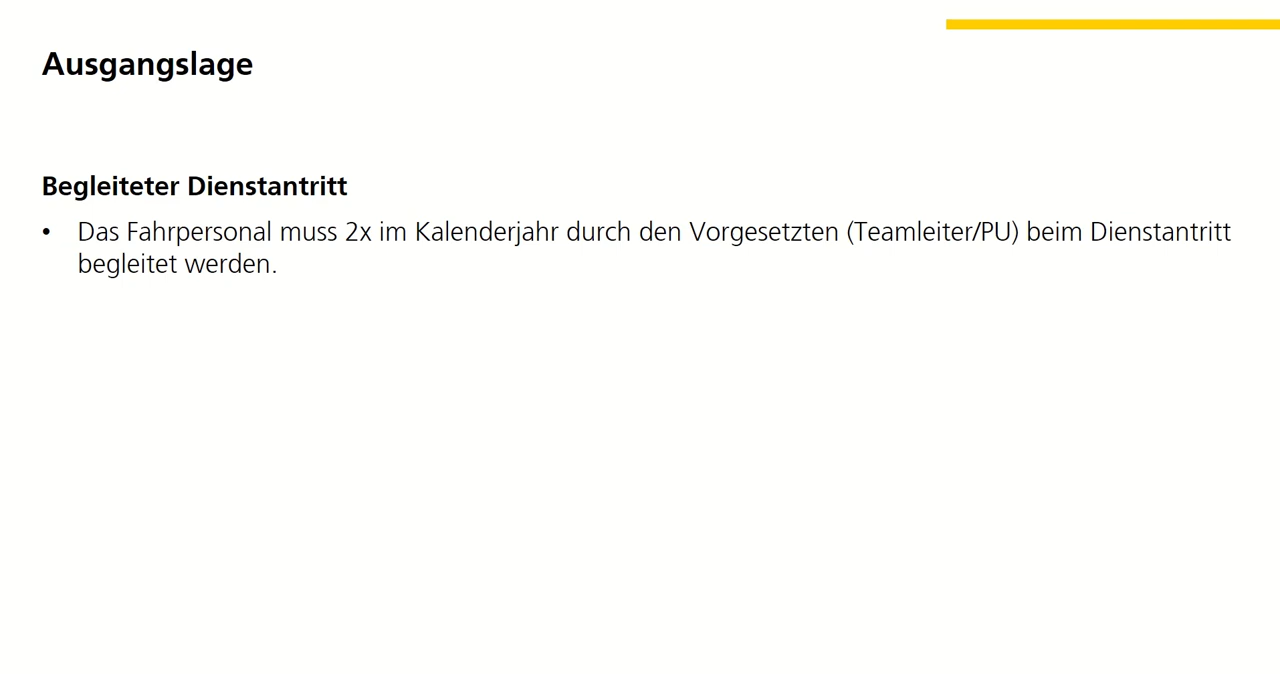 Ausgangslage
Begleiteter Dienstantritt
• Das Fahrpersonal muss 2x im Kalenderjahr durch den Vorgesetzten (Teamleiter/PU) beim Dienstantritt
begleitet werden.